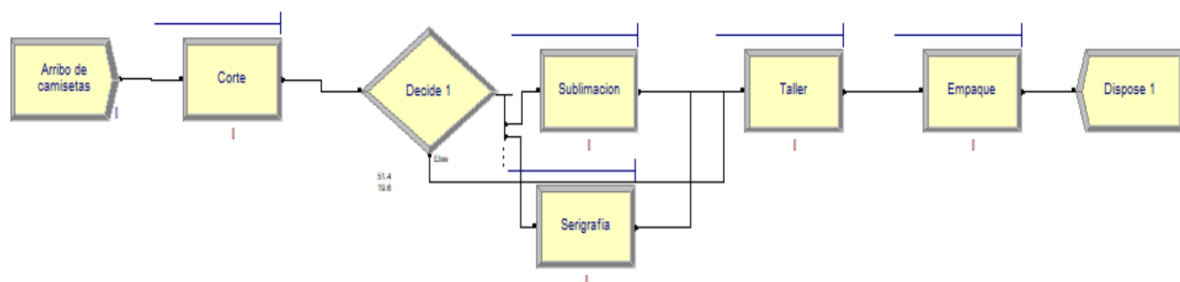 Arribo de
camisetas
Corte
Decide 1
Else
51.4
19.6
Sublimacion
Serigrafia
Taller
Empaque
Dispose 1